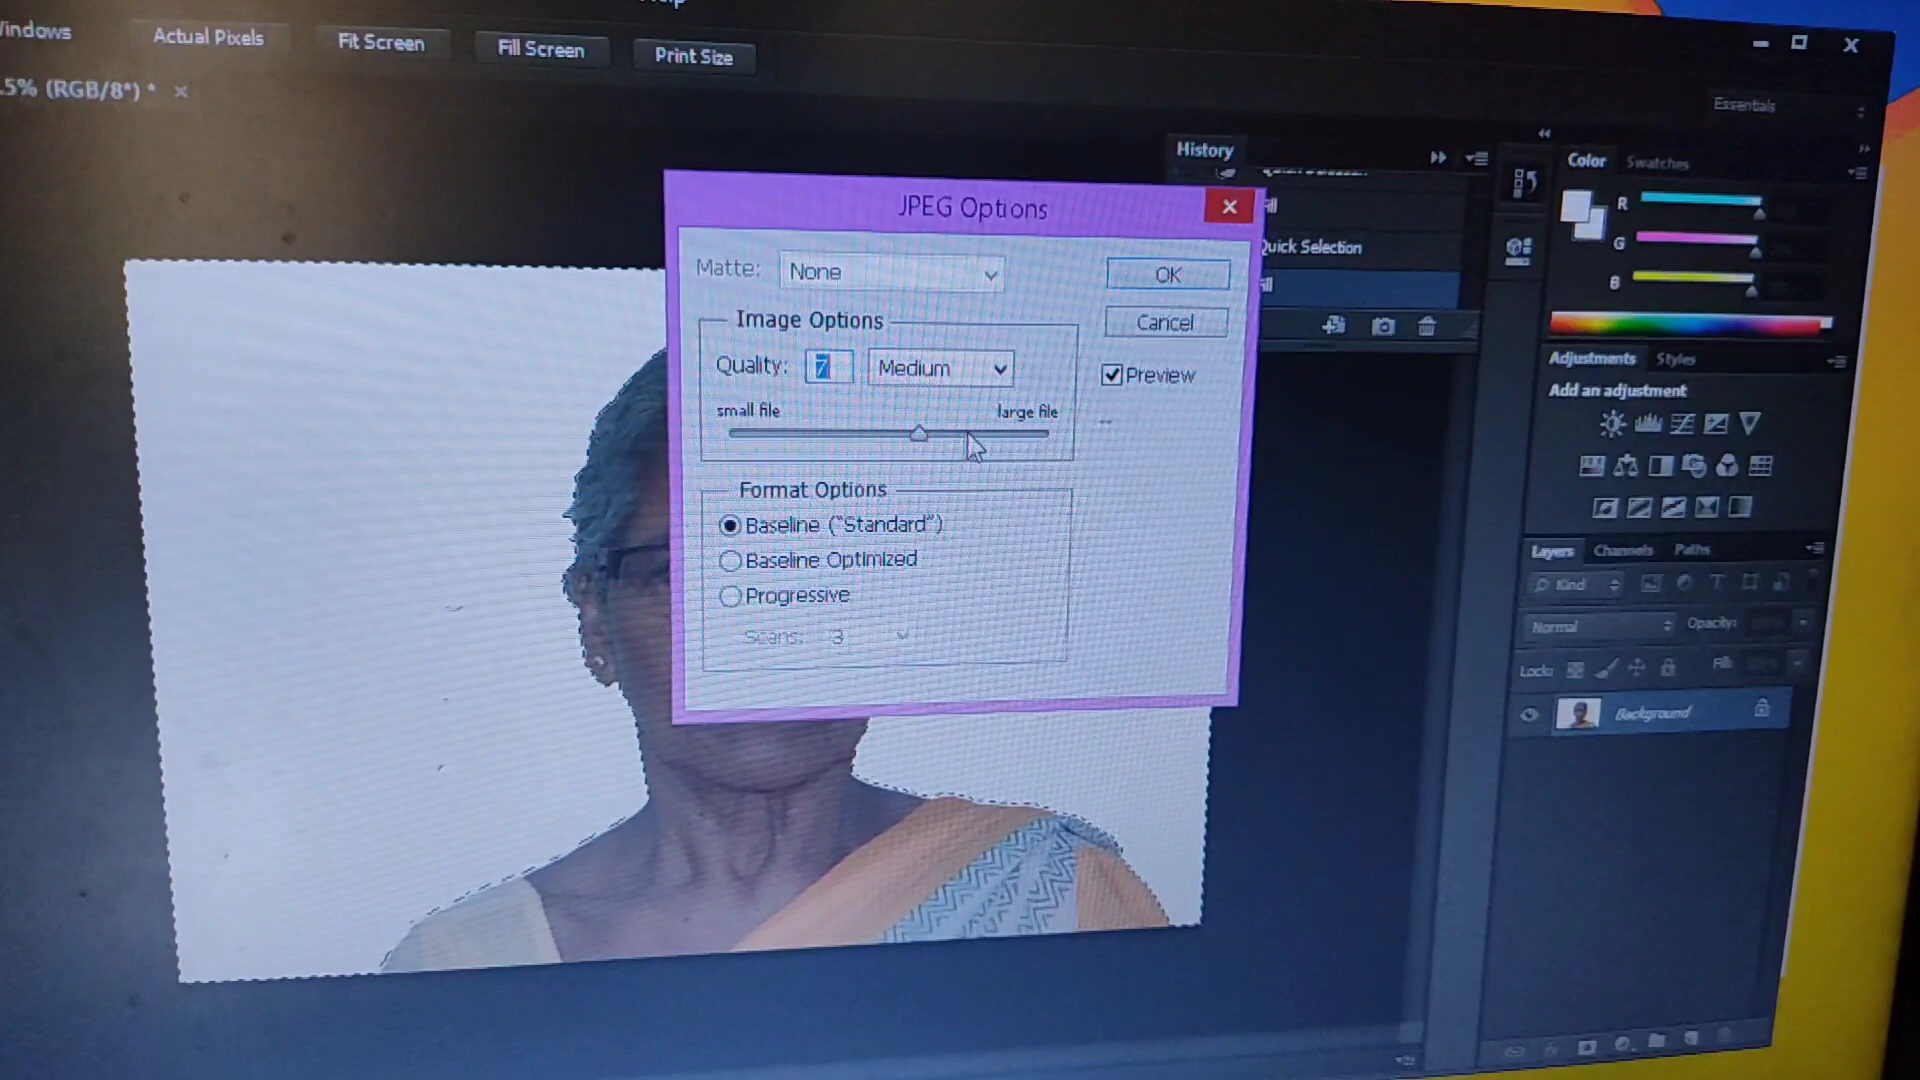 Windows
Actual Pixels
Fit Screen
Fill Screen
Print Size
.5% (RGB/8*) * ×
Essentials
History
Color
Swatches
Quick Selection
R
G
B
JPEG Options
Matte: None
OK
Image Options
Cancel
Quality: 7 Medium
Preview
small file
large file
Format Options
Baseline ("Standard")
Baseline Optimized
Progressive
Scans: 3
Adjustments
Styles
Add an adjustment
Layers
Channels
Paths
Kind
Normal
Opacity:
Lock:
Fill:
Background